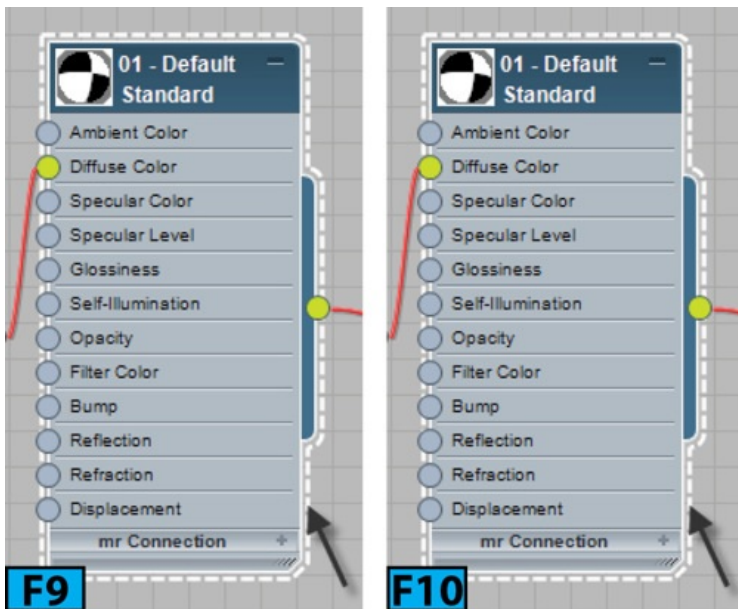 01 - Default
Standard
Ambient Color
Diffuse Color
Specular Color
Specular Level
Glossiness
Self-Illumination
Opacity
Filter Color
Bump
Reflection
Refraction
Displacement
mr Connection +
F9
01 - Default
Standard
Ambient Color
Diffuse Color
Specular Color
Specular Level
Glossiness
Self-Illumination
Opacity
Filter Color
Bump
Reflection
Refraction
Displacement
mr Connection +
F10